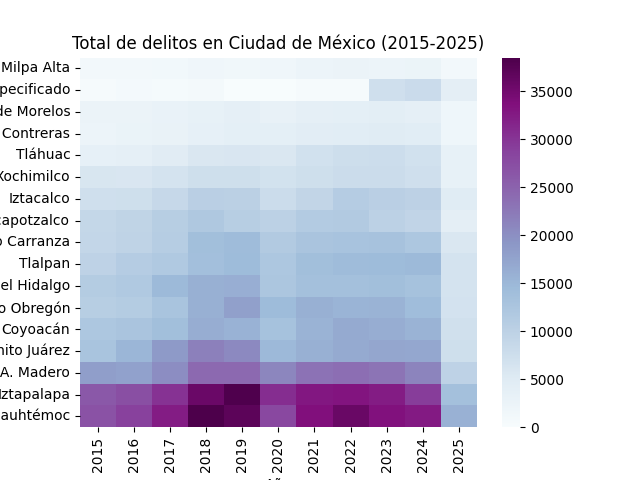 Total de delitos en Ciudad de México (2015-2025)
Milpa Alta
pecificado
de Morelos
Contreras
Tláhuac
Xochimilco
Iztacalco
capotzalco
o Carranza
Tlalpan
el Hidalgo
o Obregón
Coyoacán
nito Juárez
A. Madero
Iztapalapa
auhtémoc
2015
2016
2017
2018
2019
2020
2021
2022
2023
2024
2025
35000
30000
25000
20000
15000
10000
5000
0